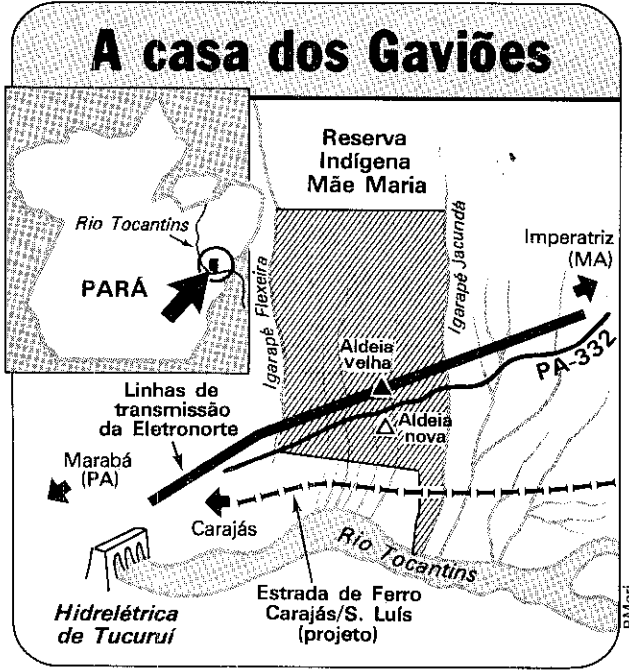 A casa dos Gaviões
Reserva
Indígena
Mãe Maria
Rio Tocantins
PARÁ
Igarapé Flexeira
Igarapé Jacundá
Imperatriz
(MA)
Aldeia
velha
PA-332
Linhas de
transmissão
da Eletronorte
Aldeia
nova
Marabá
(PA)
Carajás
Rio Tocantins
Hidrelétrica
de Tucuruí
Estrada de Ferro
Carajás/S. Luís
(projeto)